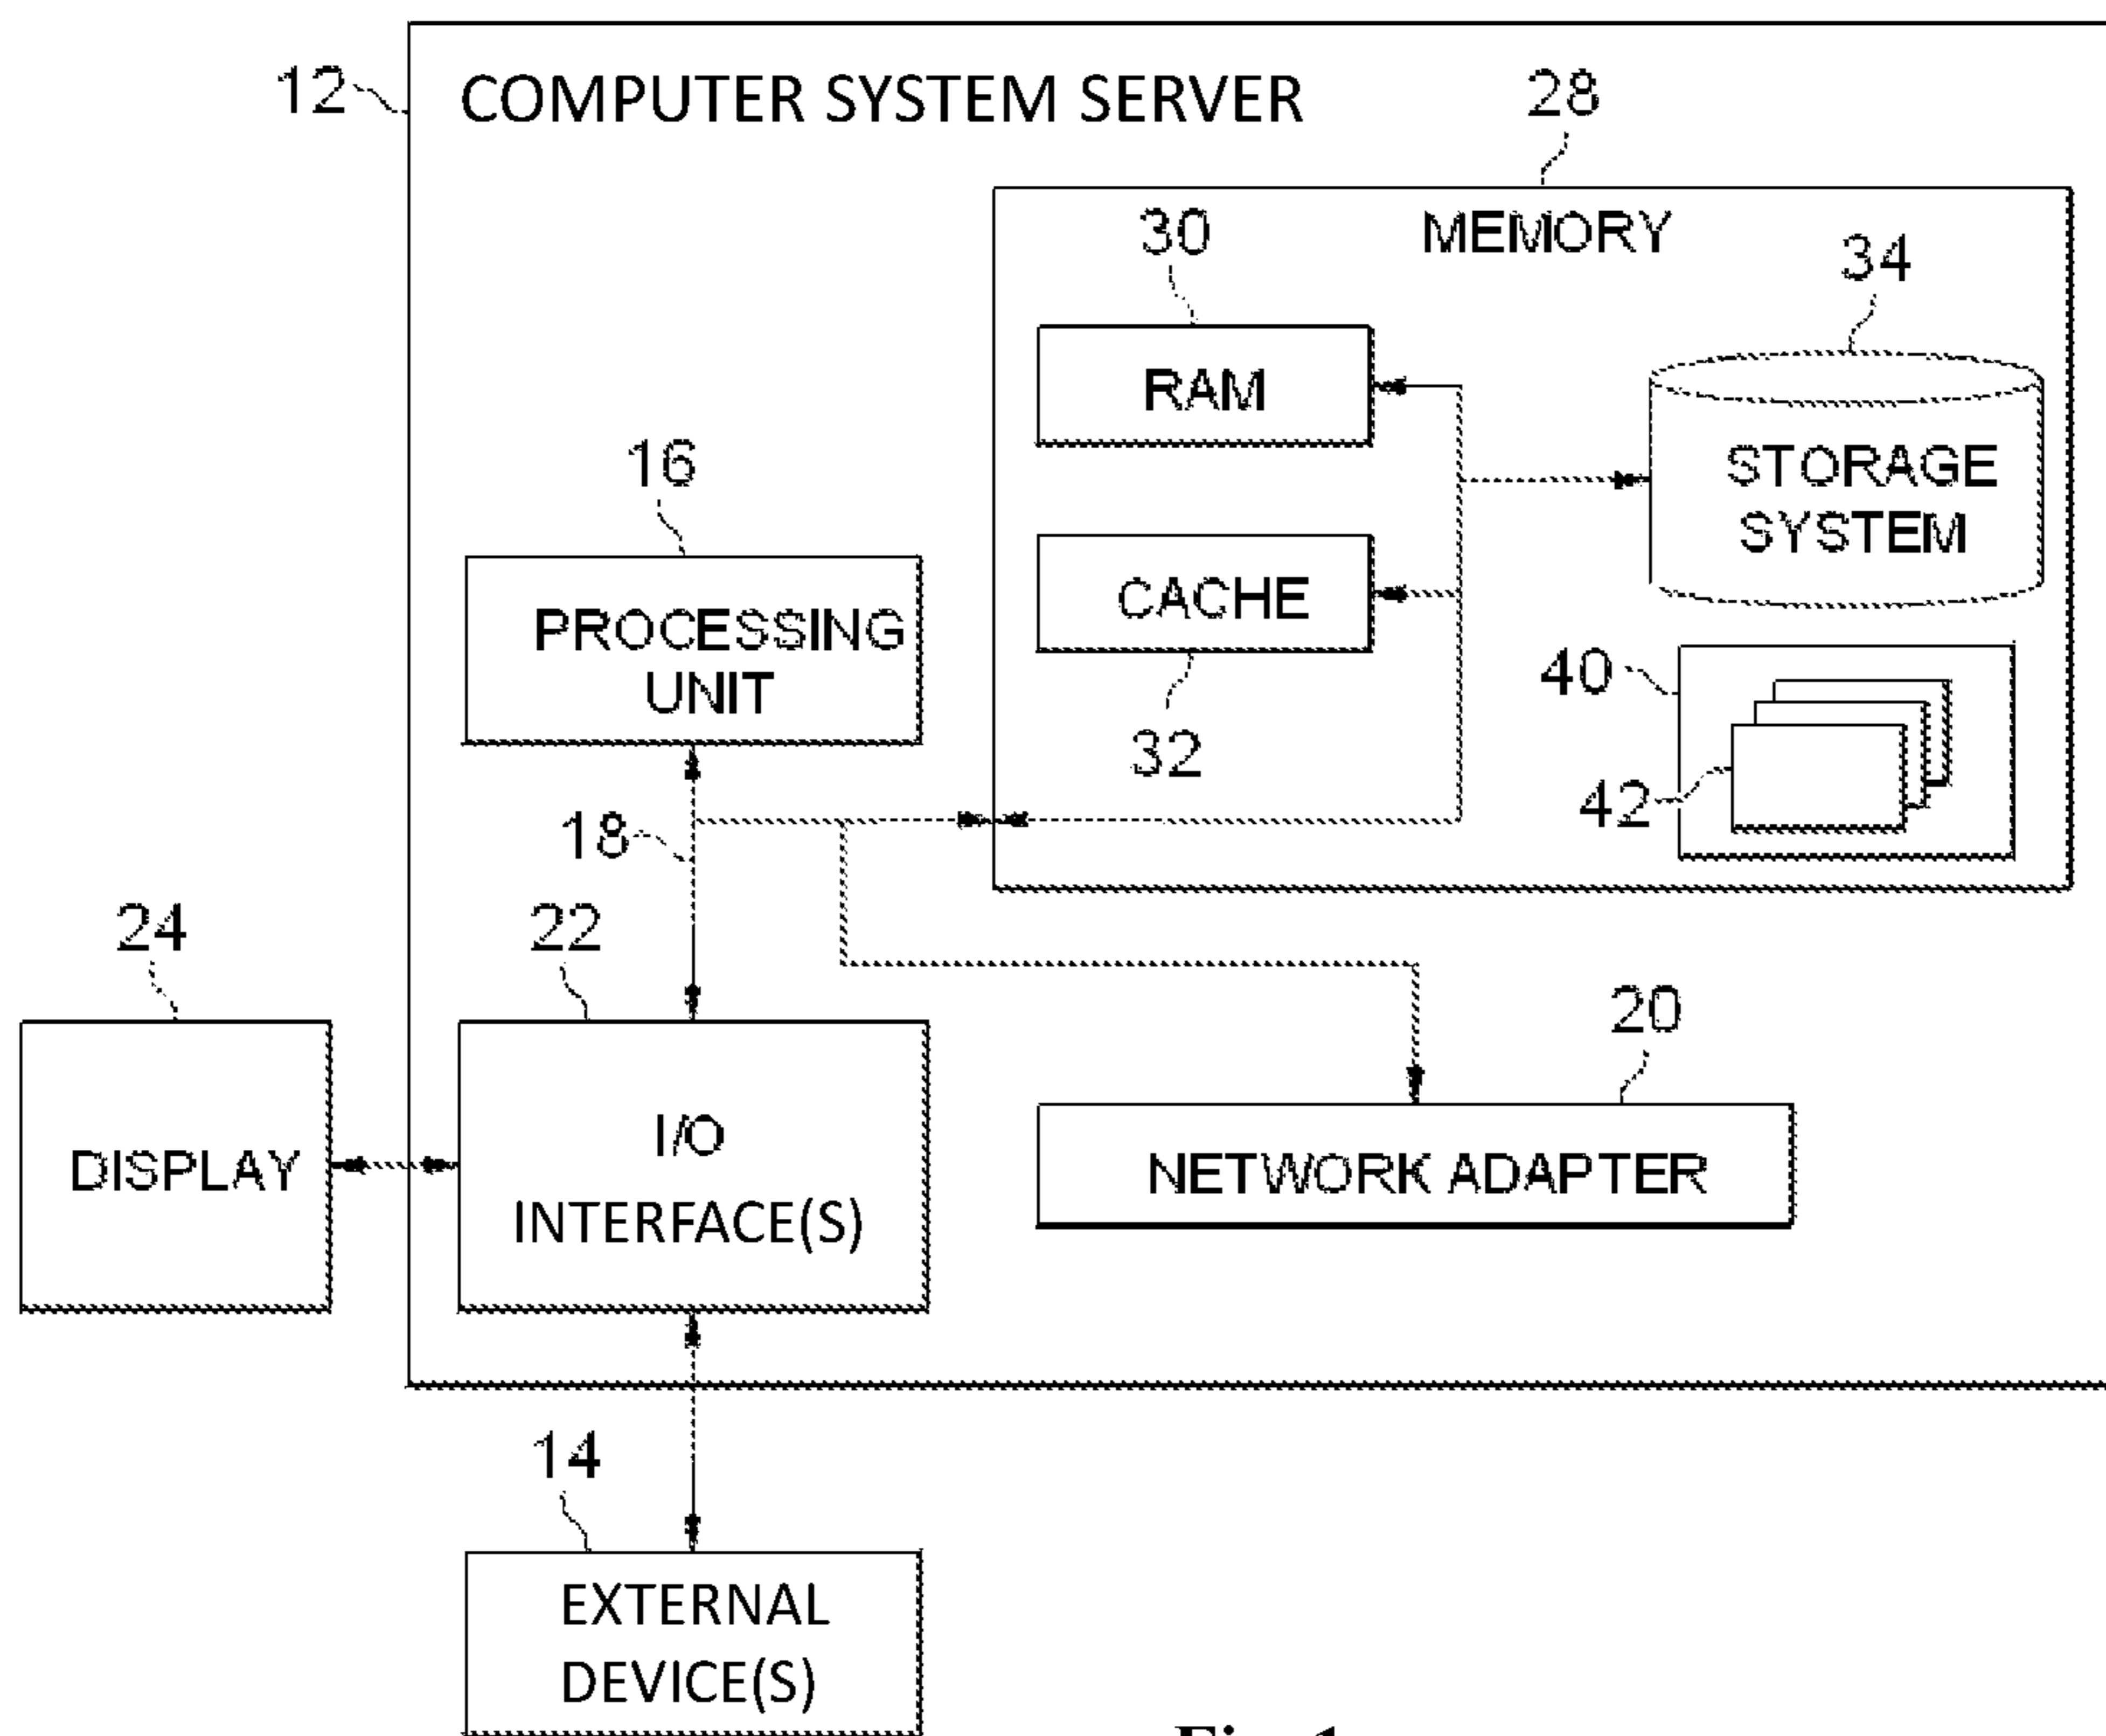 12
COMPUTER SYSTEM SERVER
28
MEMORY
30
34
RAM
STORAGE
SYSTEM
16
PROCESSING
UNIT
CACHE
32
40
42
18
24
22
20
DISPLAY
I/O
INTERFACE(S)
NETWORK ADAPTER
14
EXTERNAL
DEVICE(S)